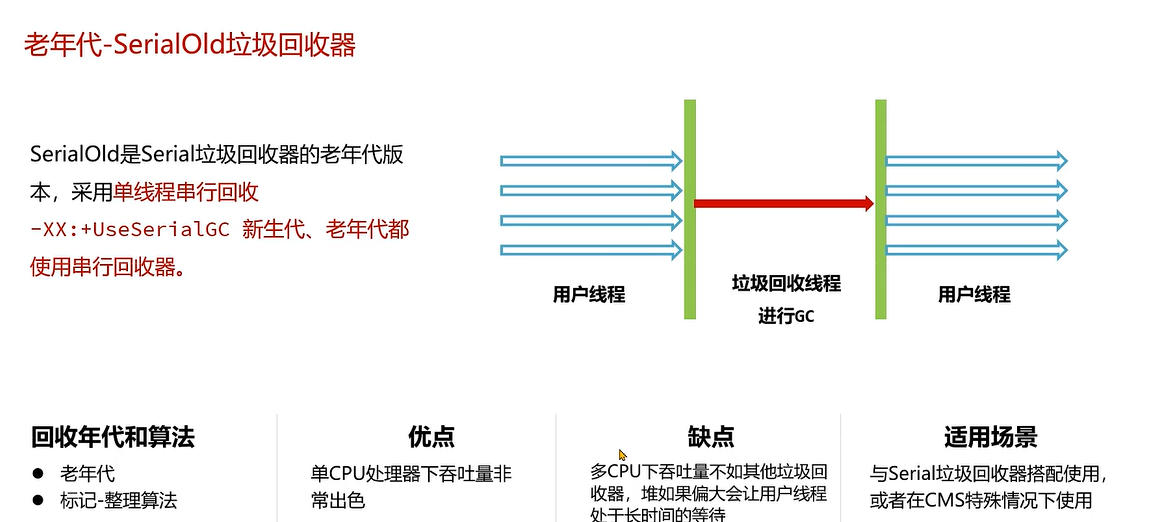 老年代-SerialOld垃圾回收器
SerialOld是Serial垃圾回收器的老年代版
本，采用单线程串行回收
-XX:+UseSerialGC 新生代、老年代都
使用串行回收器。
用户线程
垃圾回收线程
进行GC
用户线程
回收年代和算法
● 老年代
● 标记-整理算法
优点
单CPU处理器下吞吐量非
常出色
缺点
多CPU下吞吐量不如其他垃圾回
收器，堆如果偏大会让用户线程
处于长时间的等待
适用场景
与Serial垃圾回收器搭配使用，
或者在CMS特殊情况下使用